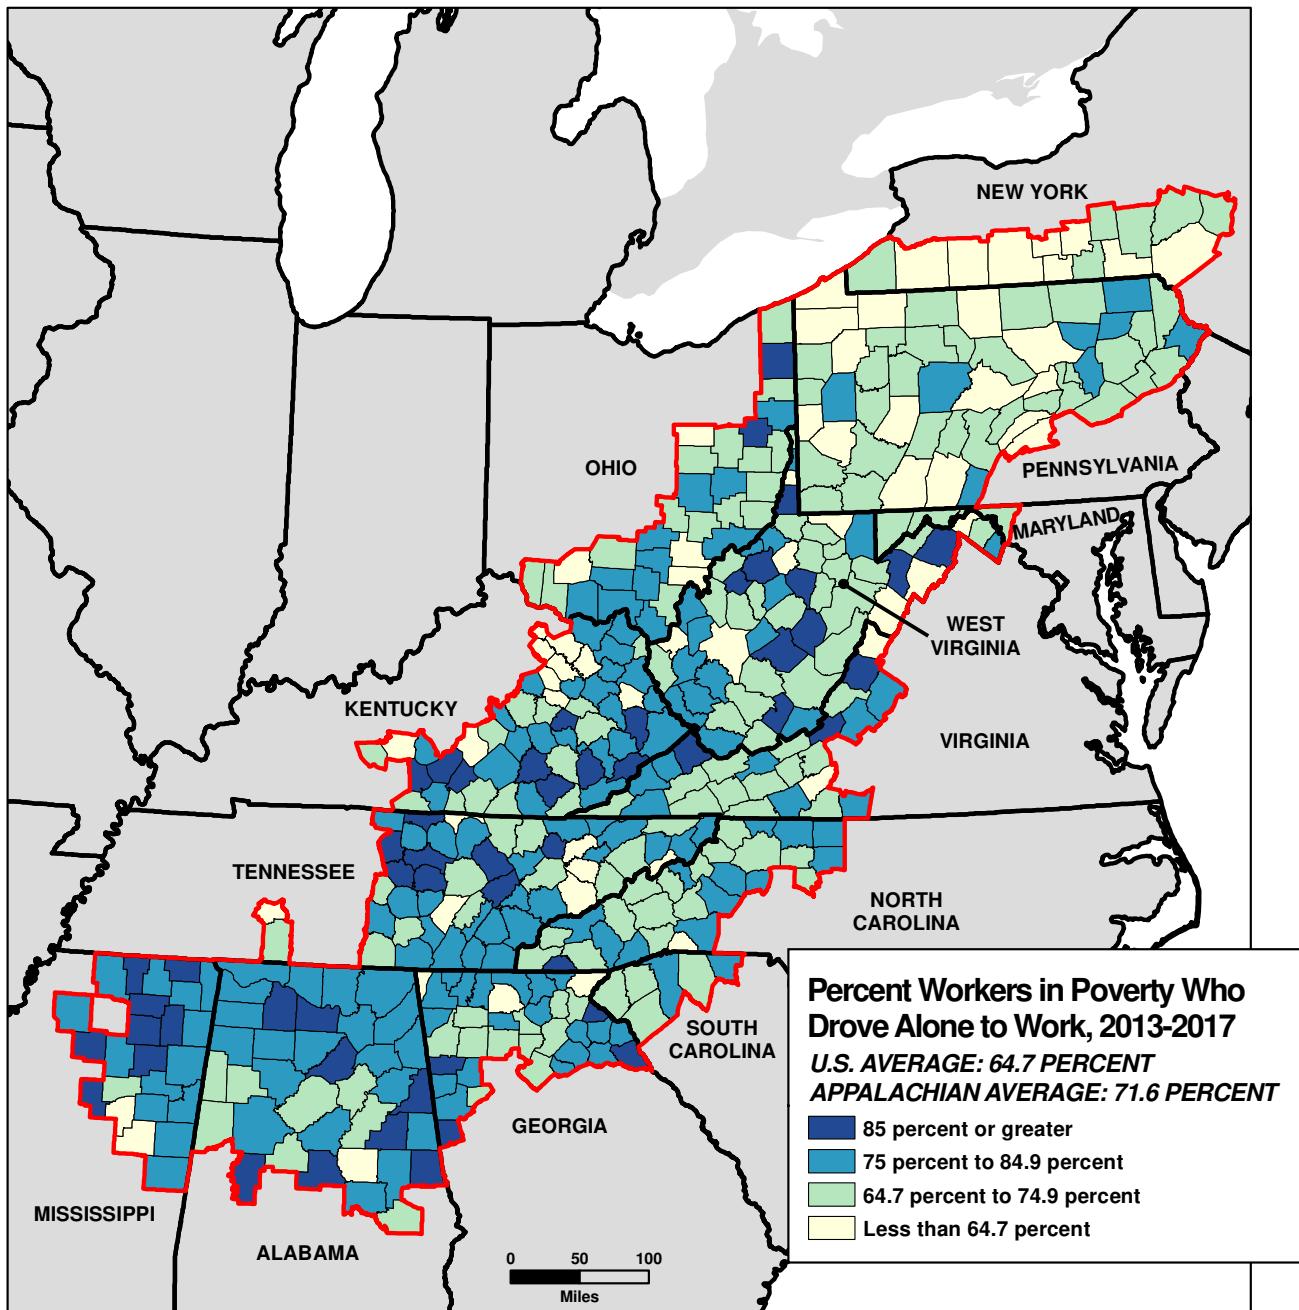 NEW YORK
OHIO
PENNSYLVANIA
MARYLAND
WEST
VIRGINIA
KENTUCKY
VIRGINIA
TENNESSEE
NORTH
CAROLINA
SOUTH
CAROLINA
GEORGIA
MISSISSIPPI
ALABAMA
0 50 100
Miles
Percent Workers in Poverty Who
Drove Alone to Work, 2013-2017
U.S. AVERAGE: 64.7 PERCENT
APPALACHIAN AVERAGE: 71.6 PERCENT
85 percent or greater
75 percent to 84.9 percent
64.7 percent to 74.9 percent
Less than 64.7 percent